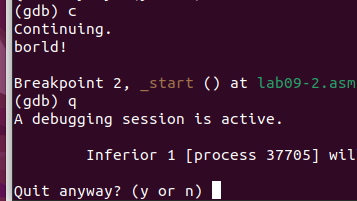 (gdb) c
Continuing.
borld!
Breakpoint 2, _start () at lab09-2.asm
(gdb) q
A debugging session is active.
Inferior 1 [process 37705] wil
Quit anyway? (y or n)